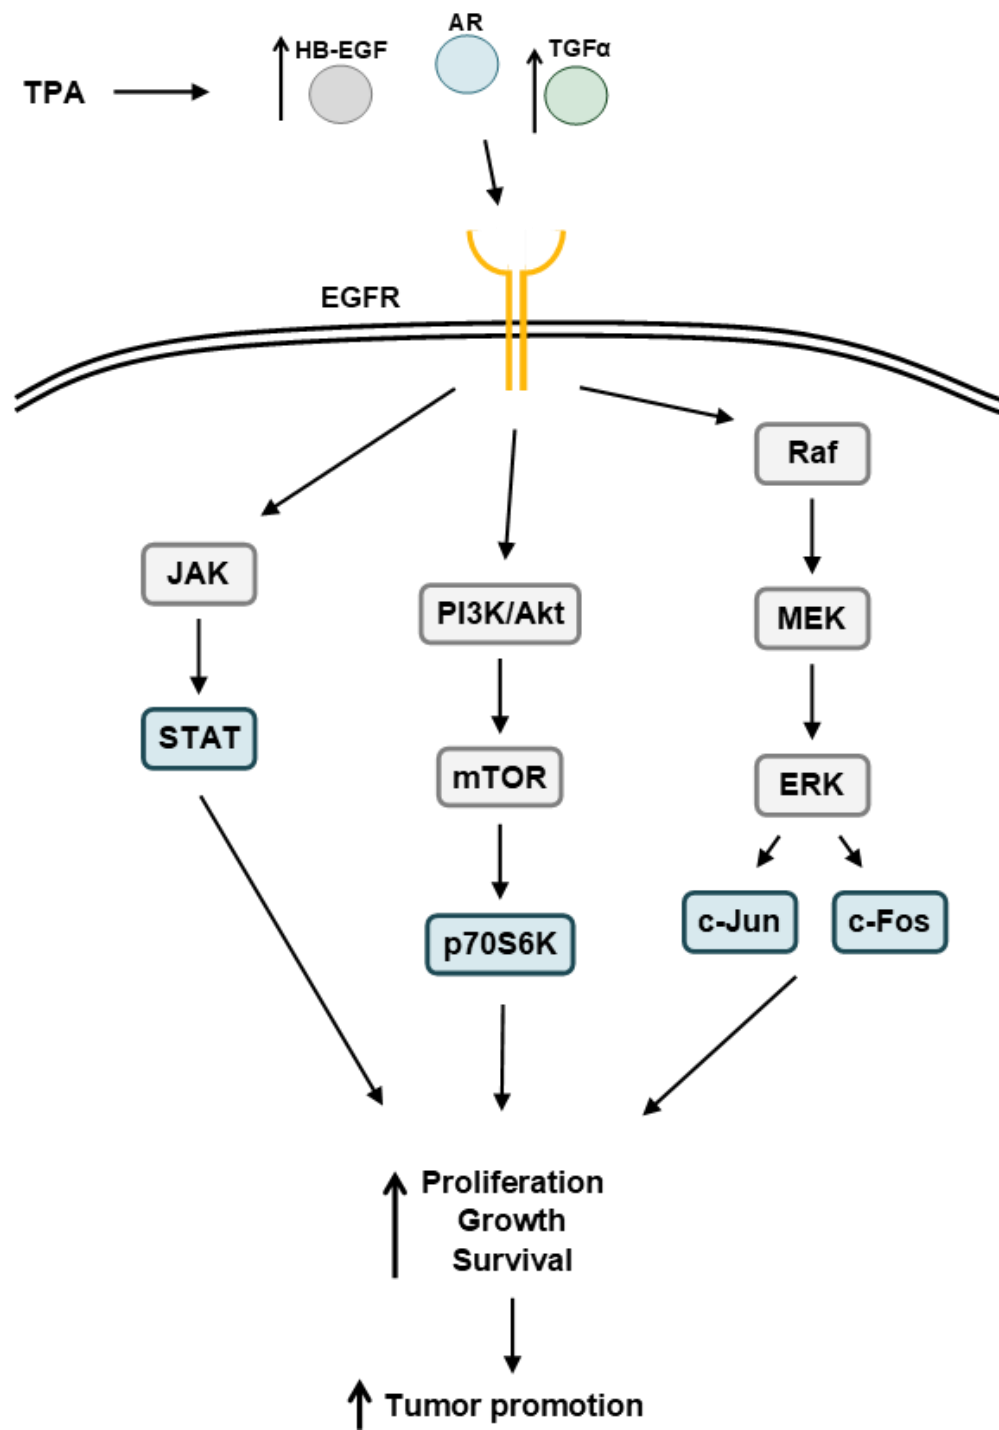 AR
HB-EGF
TGFα
TPA
EGFR
Raf
JAK
PI3K/Akt
MEK
STAT
mTOR
ERK
c-Jun
c-Fos
p70S6K
Proliferation
Growth
Survival
Tumor promotion